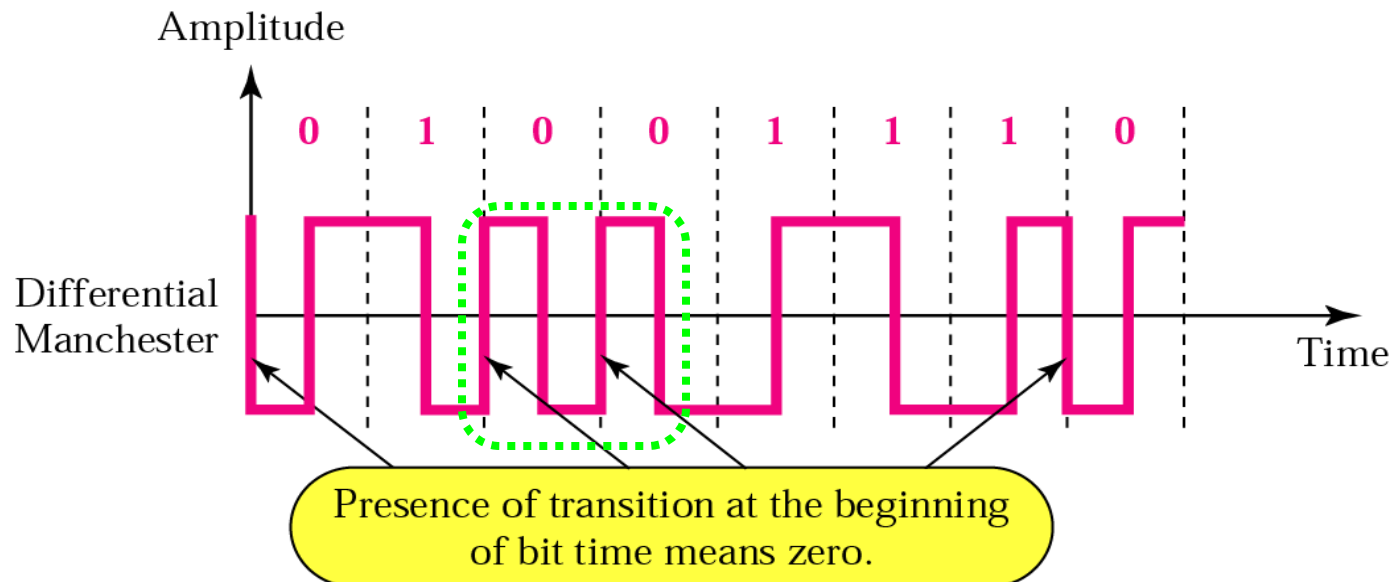 Amplitude
0 1 0 0 1 1 1 0
Differential
Manchester
Time
Presence of transition at the beginning
of bit time means zero.